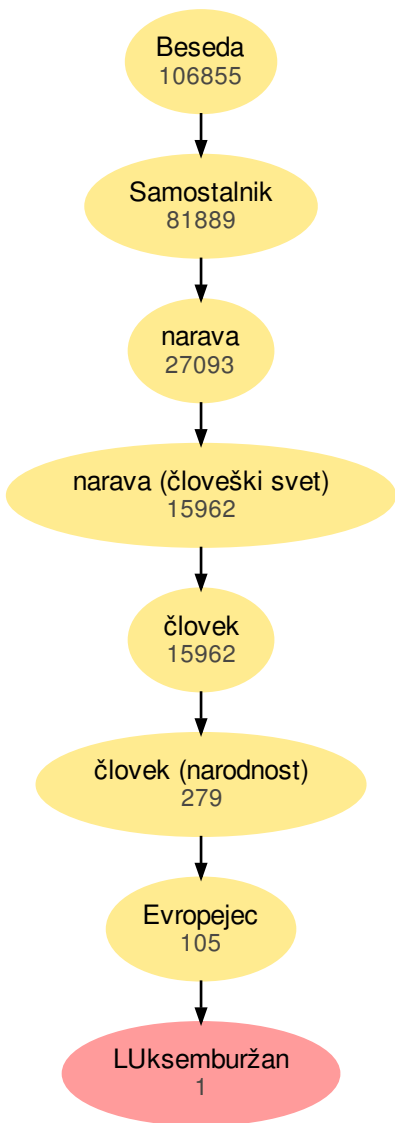 Beseda
106855
Samostalnik
81889
narava
27093
narava (človeški svet)
15962
človek
15962
človek (narodnost)
279
Evropejec
105
LUksemburžan
1